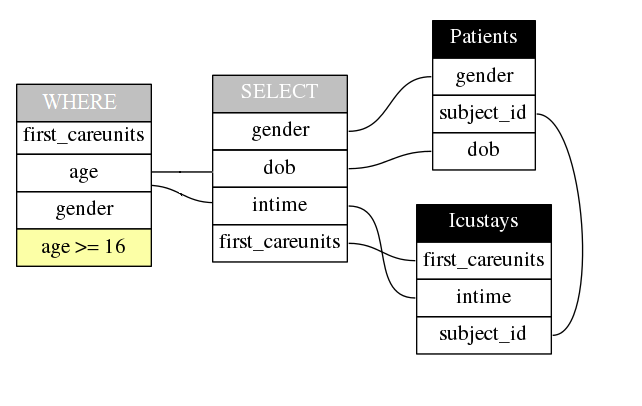 WHERE
first_careunits
age
gender
age >= 16
SELECT
gender
dob
intime
first_careunits
Patients
gender
subject_id
dob
Icustays
first_careunits
intime
subject_id